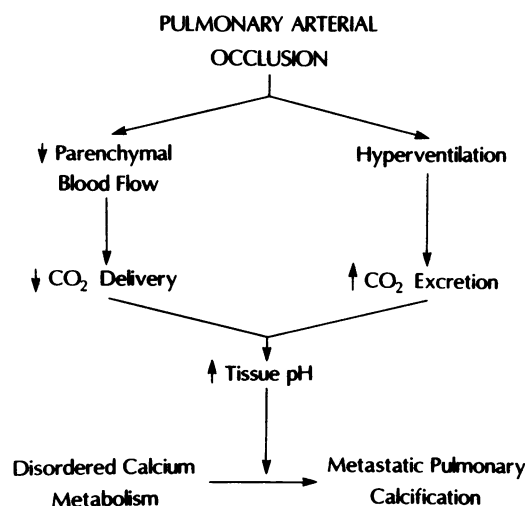 PULMONARY ARTERIAL
OCCLUSION
↓ Parenchymal
Blood Flow
Hyperventilation
↓ CO₂ Delivery
↑ CO₂ Excretion
↑ Tissue pH
Disordered Calcium
Metabolism
Metastatic Pulmonary
Calcification